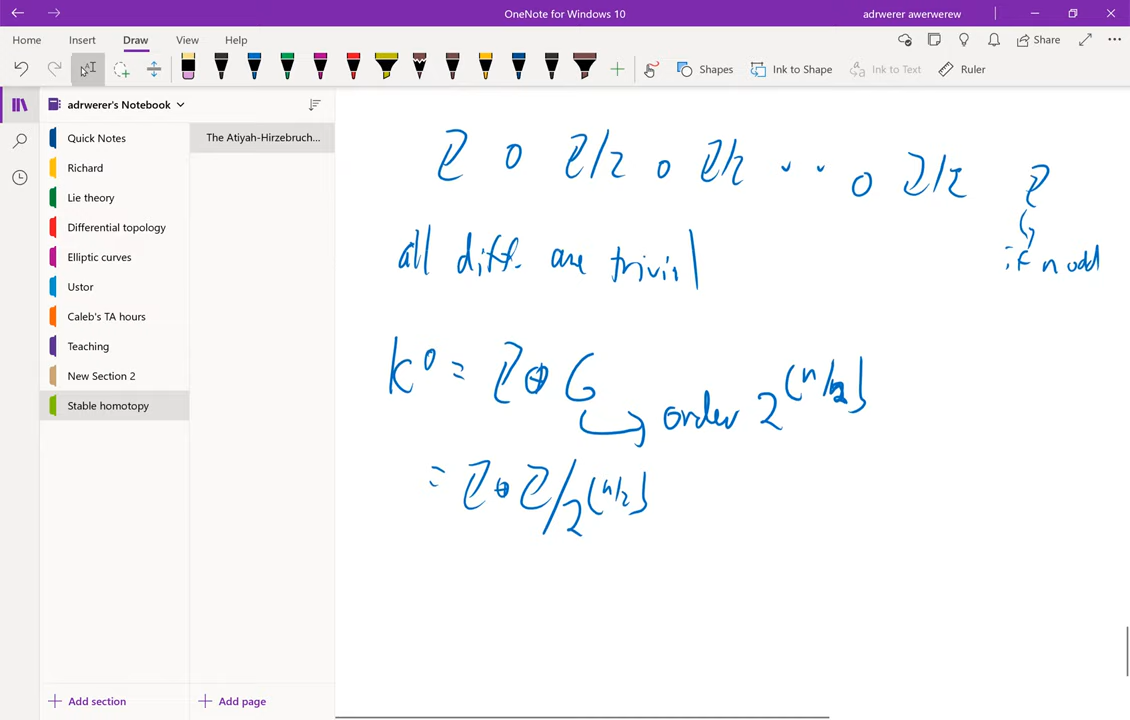 OneNote for Windows 10
adrwerer awerwerew
Home Insert Draw View Help
Share
Shapes
Ink to Shape
Ink to Text
Ruler
adrwerer's Notebook
Quick Notes
Richard
Lie theory
Differential topology
Elliptic curves
Ustor
Caleb's TA hours
Teaching
New Section 2
Stable homotopy
Add section
The Atiyah-Hirzebruch...
Add page
Z 0 Z/2 0 Z/2 ... 0 Z/2 Z
if n odd
all diff. are trivial
K⁰ = Z ⊕ G
order 2^[n/2]
= Z ⊕ Z/2^[n/2]